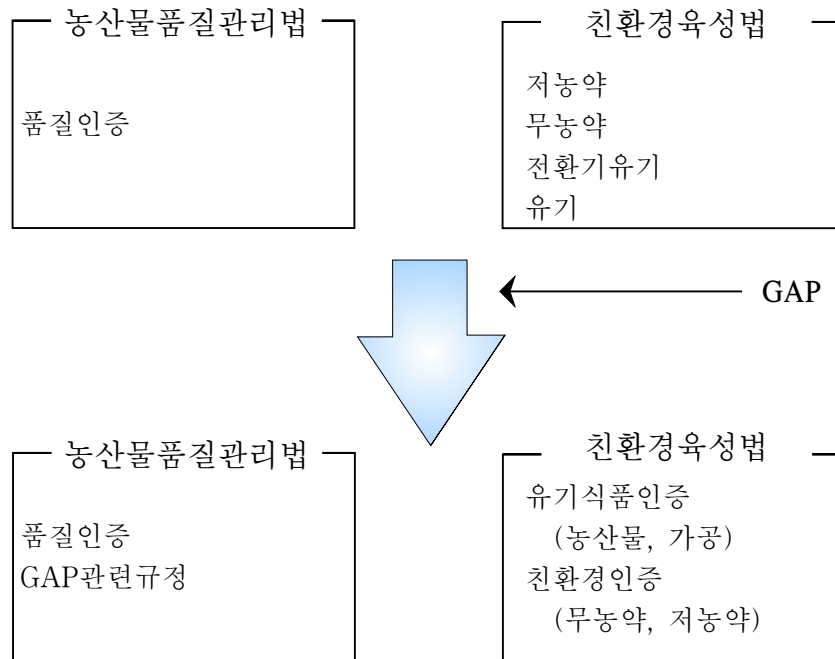 농산물품질관리법
품질인증
친환경육성법
저농약
무농약
전환기유기
유기
GAP
농산물품질관리법
품질인증
GAP관련규정
친환경육성법
유기식품인증
(농산물, 가공)
친환경인증
(무농약, 저농약)